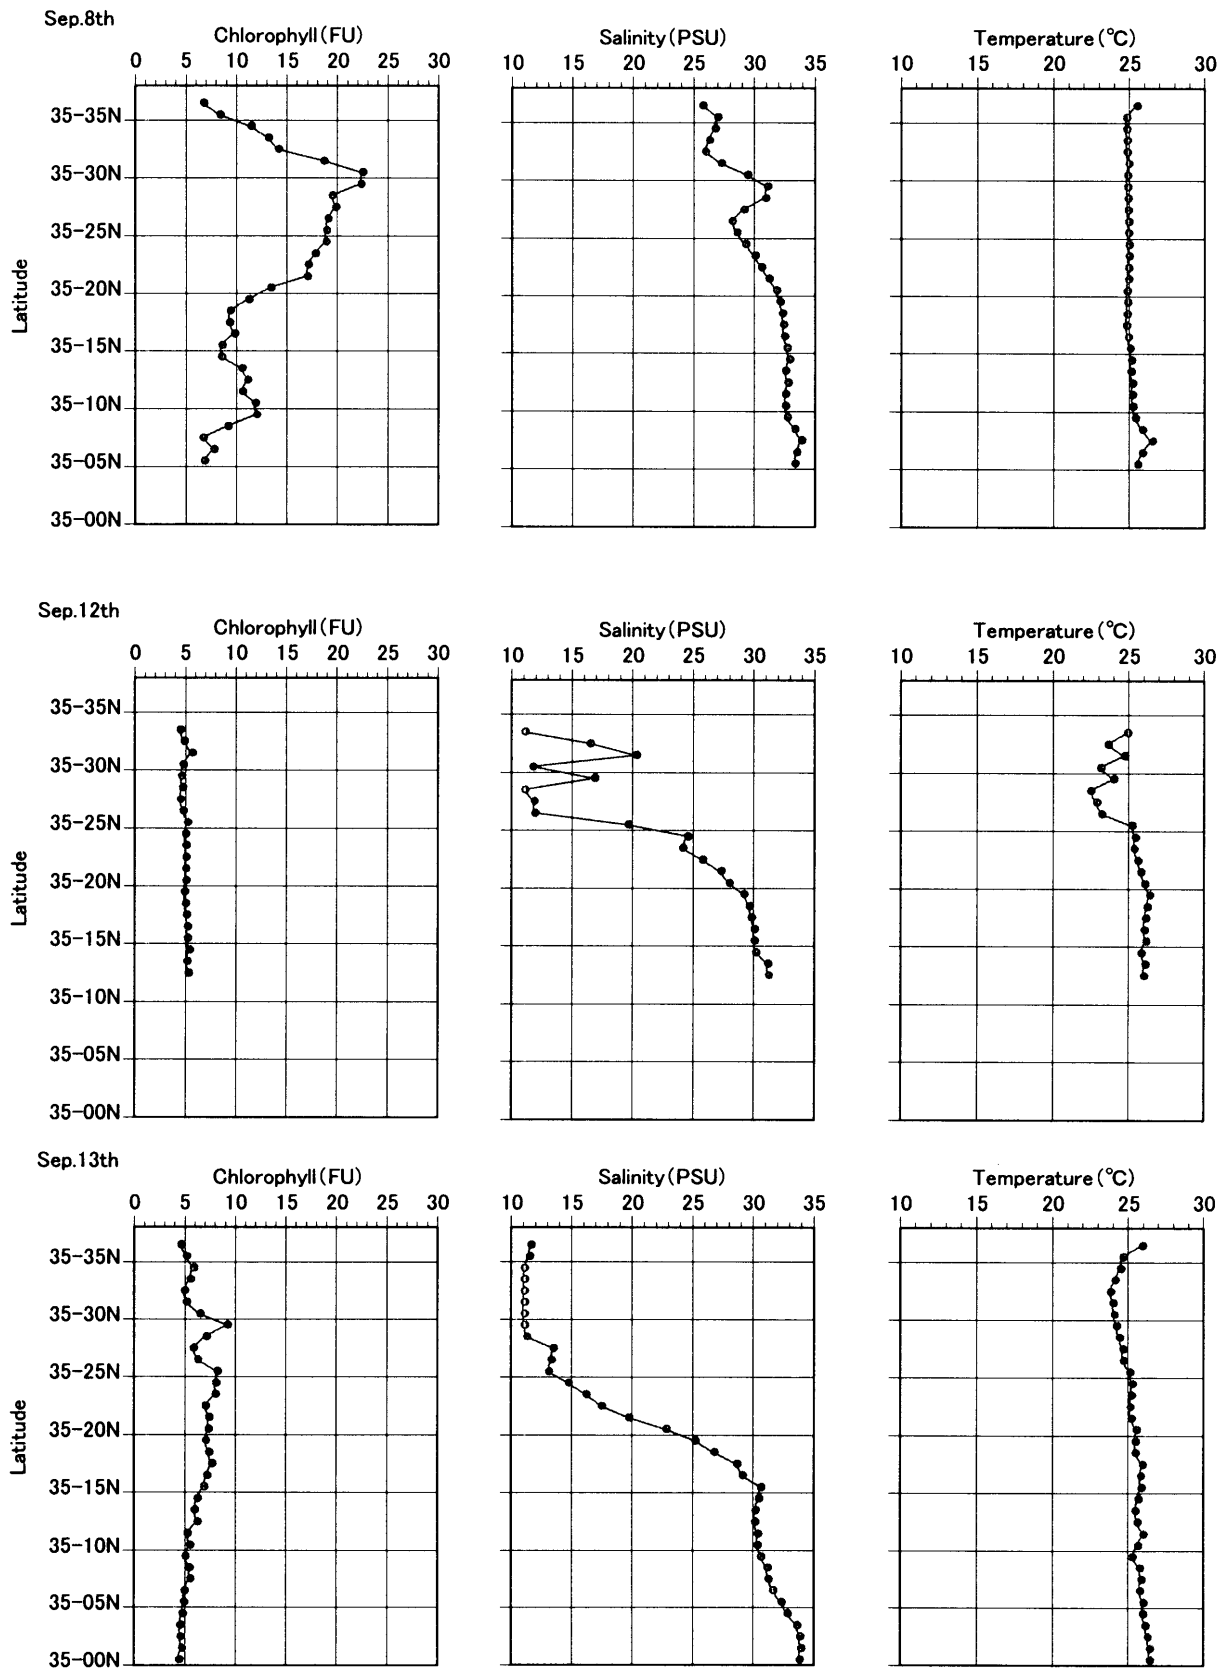 Sep.8th
Chlorophyll(FU) Salinity(PSU) Temperature(℃)
0 5 10 15 20 25 30 10 15 20 25 30 35 10 15 20 25 30
35-35N
35-30N
35-25N
35-20N
35-15N
35-10N
35-05N
35-00N
Latitude
Sep.12th
Chlorophyll(FU) Salinity(PSU) Temperature(℃)
0 5 10 15 20 25 30 10 15 20 25 30 35 10 15 20 25 30
35-35N
35-30N
35-25N
35-20N
35-15N
35-10N
35-05N
35-00N
Latitude
Sep.13th
Chlorophyll(FU) Salinity(PSU) Temperature(℃)
0 5 10 15 20 25 30 10 15 20 25 30 35 10 15 20 25 30
35-35N
35-30N
35-25N
35-20N
35-15N
35-10N
35-05N
35-00N
Latitude